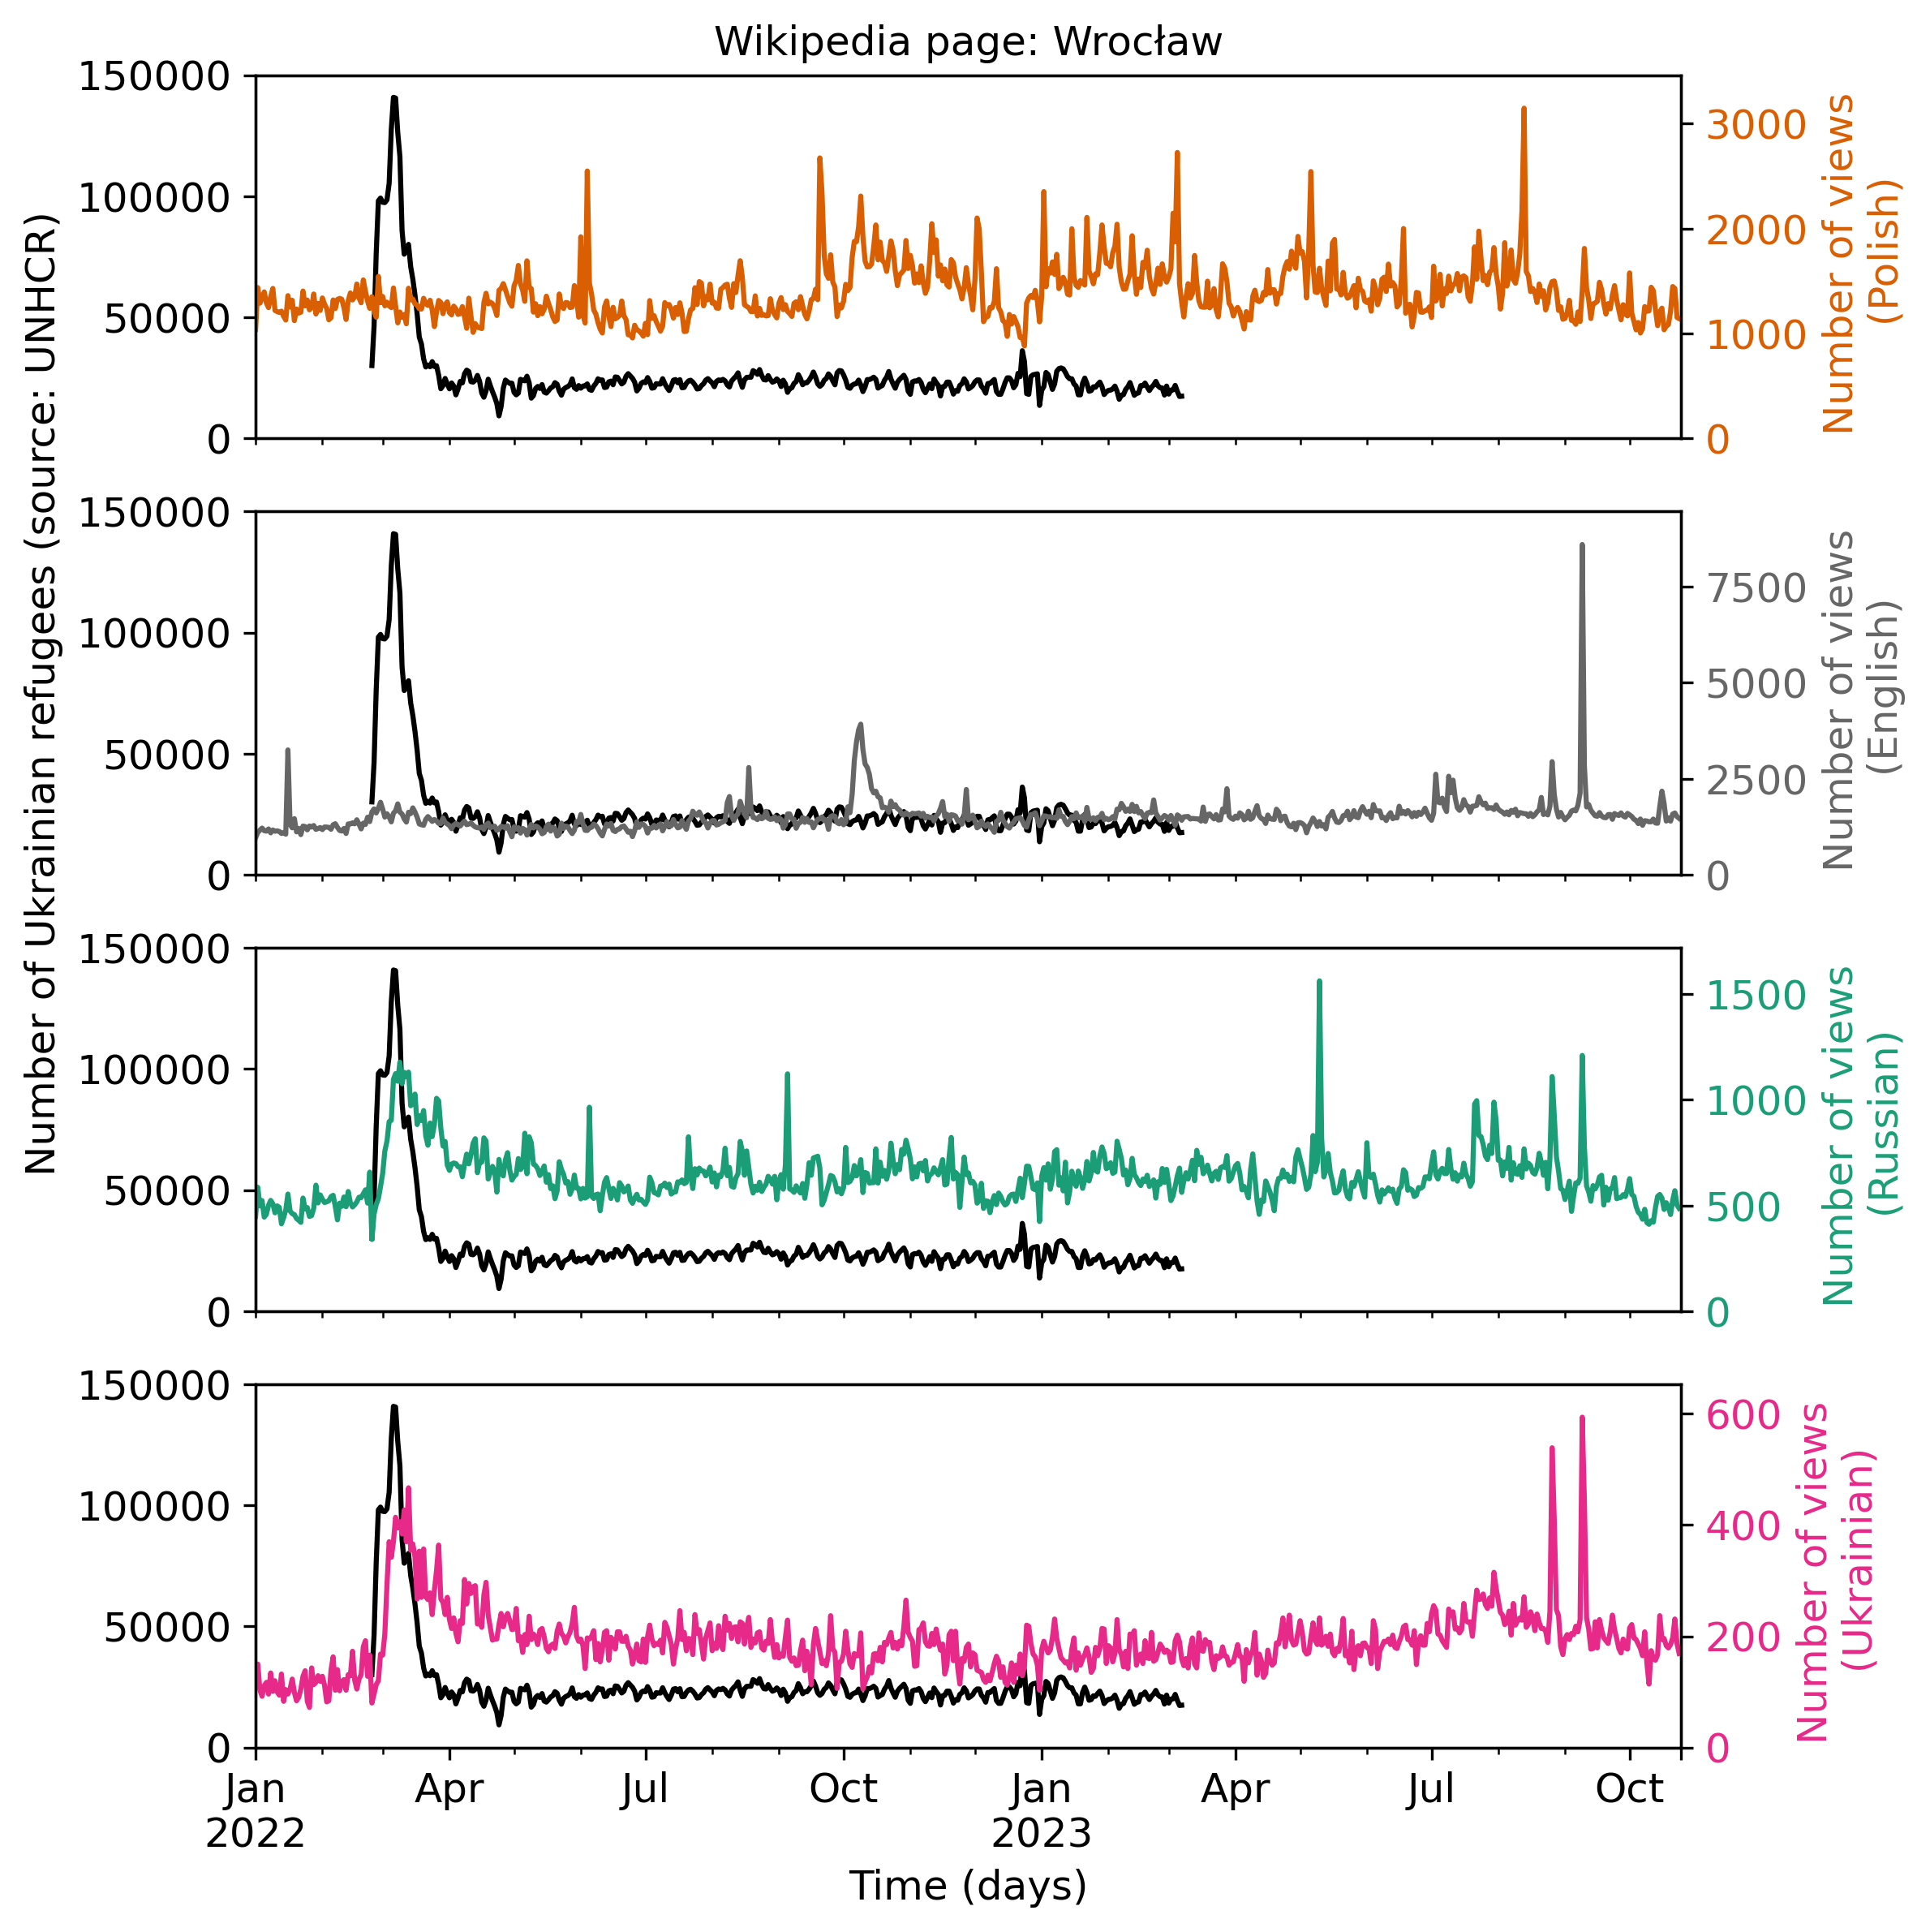 Wikipedia page: Wrocław
Number of Ukrainian refugees (source: UNHCR)
150000
100000
50000
0
3000
2000
1000
0
Number of views
(Polish)
150000
100000
50000
0
7500
5000
2500
0
Number of views
(English)
150000
100000
50000
0
1500
1000
500
0
Number of views
(Russian)
150000
100000
50000
0
600
400
200
0
Number of views
(Ukrainian)
Jan Apr Jul Oct Jan Apr Jul Oct
2022 2023
Time (days)